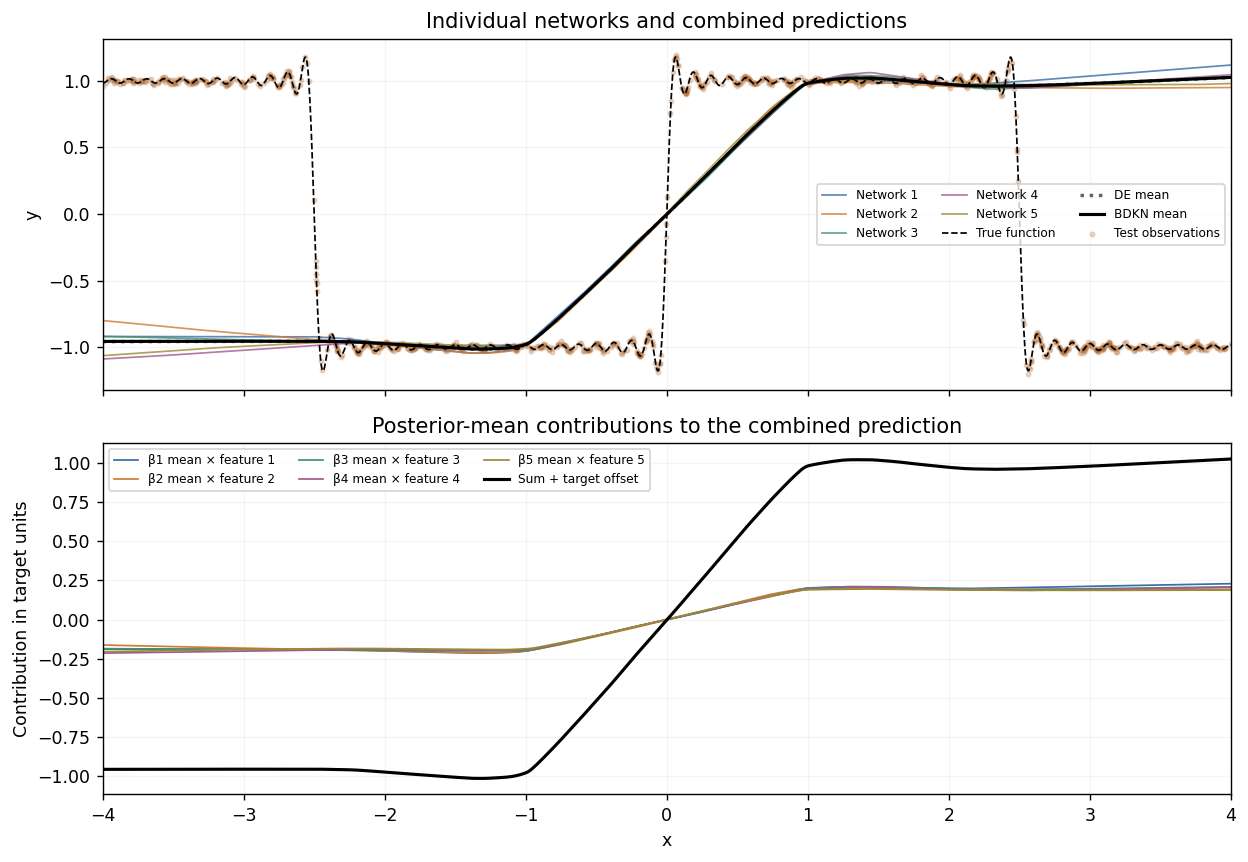 Individual networks and combined predictions
1.0
0.5
0.0
−0.5
−1.0
y
Network 1
Network 2
Network 3
Network 4
Network 5
True function
DE mean
BDKN mean
Test observations
Posterior-mean contributions to the combined prediction
β1 mean × feature 1
β2 mean × feature 2
β3 mean × feature 3
β4 mean × feature 4
β5 mean × feature 5
Sum + target offset
1.00
0.75
0.50
0.25
0.00
−0.25
−0.50
−0.75
−1.00
Contribution in target units
−4
−3
−2
−1
0
1
2
3
4
x